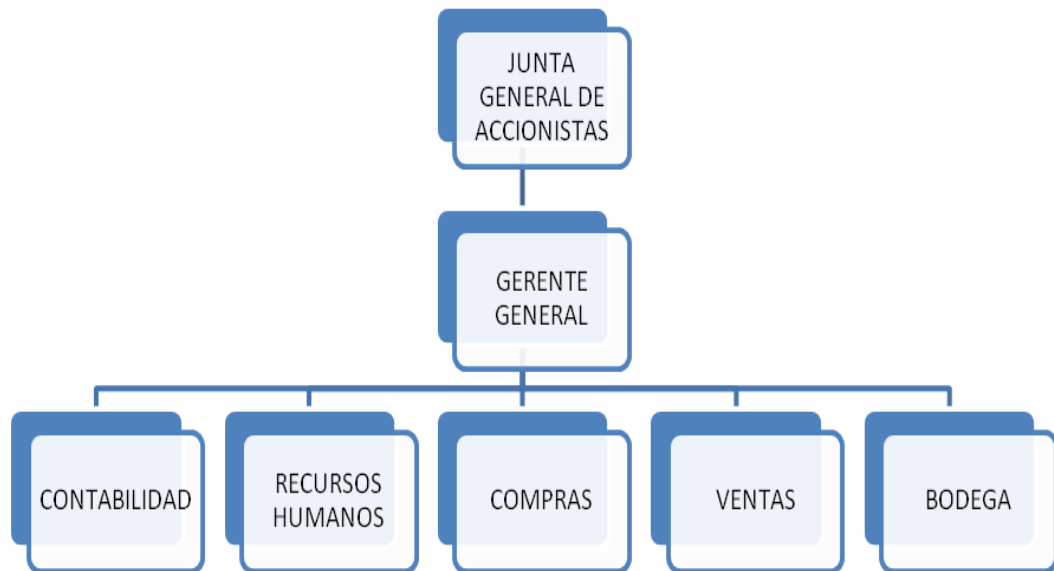 JUNTA
GENERAL DE
ACCIONISTAS
GERENTE
GENERAL
CONTABILIDAD
RECURSOS
HUMANOS
COMPRAS
VENTAS
BODEGA